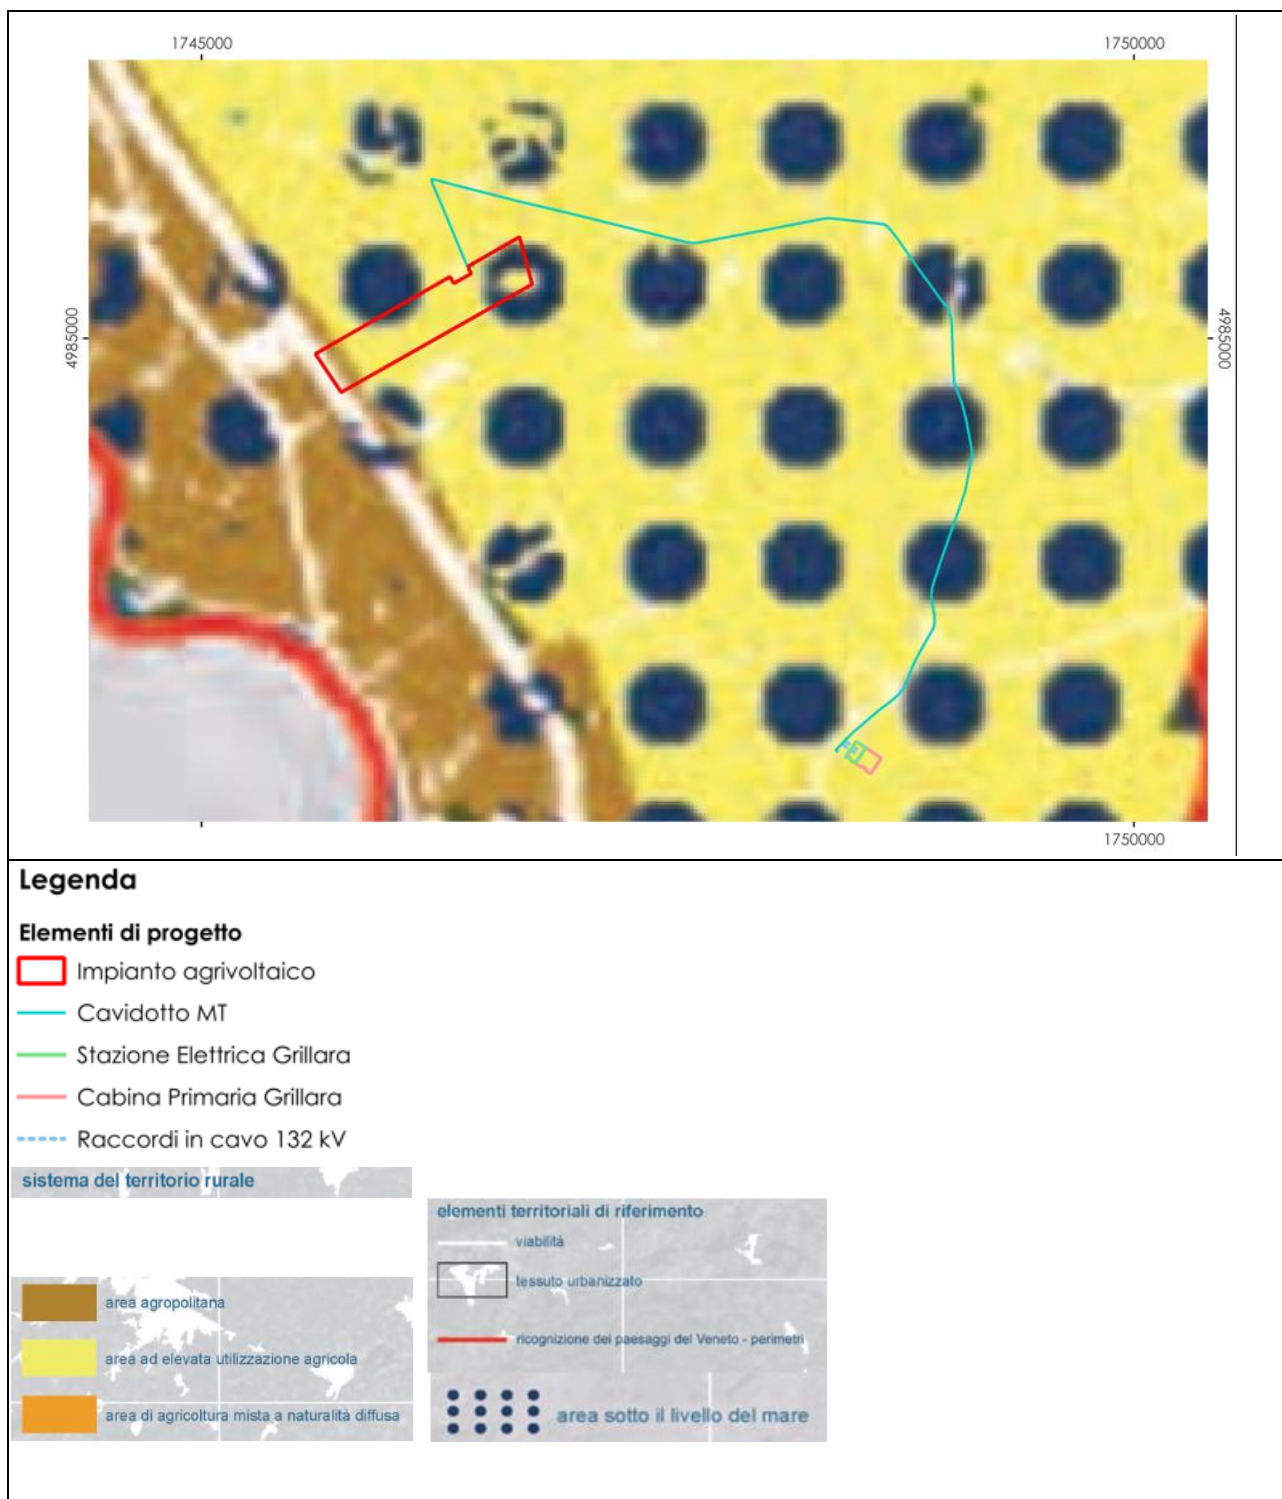 1745000
1750000
4985000
4985000
1750000
Legenda
Elementi di progetto
Impianto agrivoltaico
Cavidotto MT
Stazione Elettrica Grillara
Cabina Primaria Grillara
Raccordi in cavo 132 kV
sistema del territorio rurale
area agropolitana
area ad elevata utilizzazione agricola
area di agricoltura mista a naturalità diffusa
elementi territoriali di riferimento
viabilità
tessuto urbanizzato
ricognizione dei paesaggi del Veneto - perimetri
area sotto il livello del mare